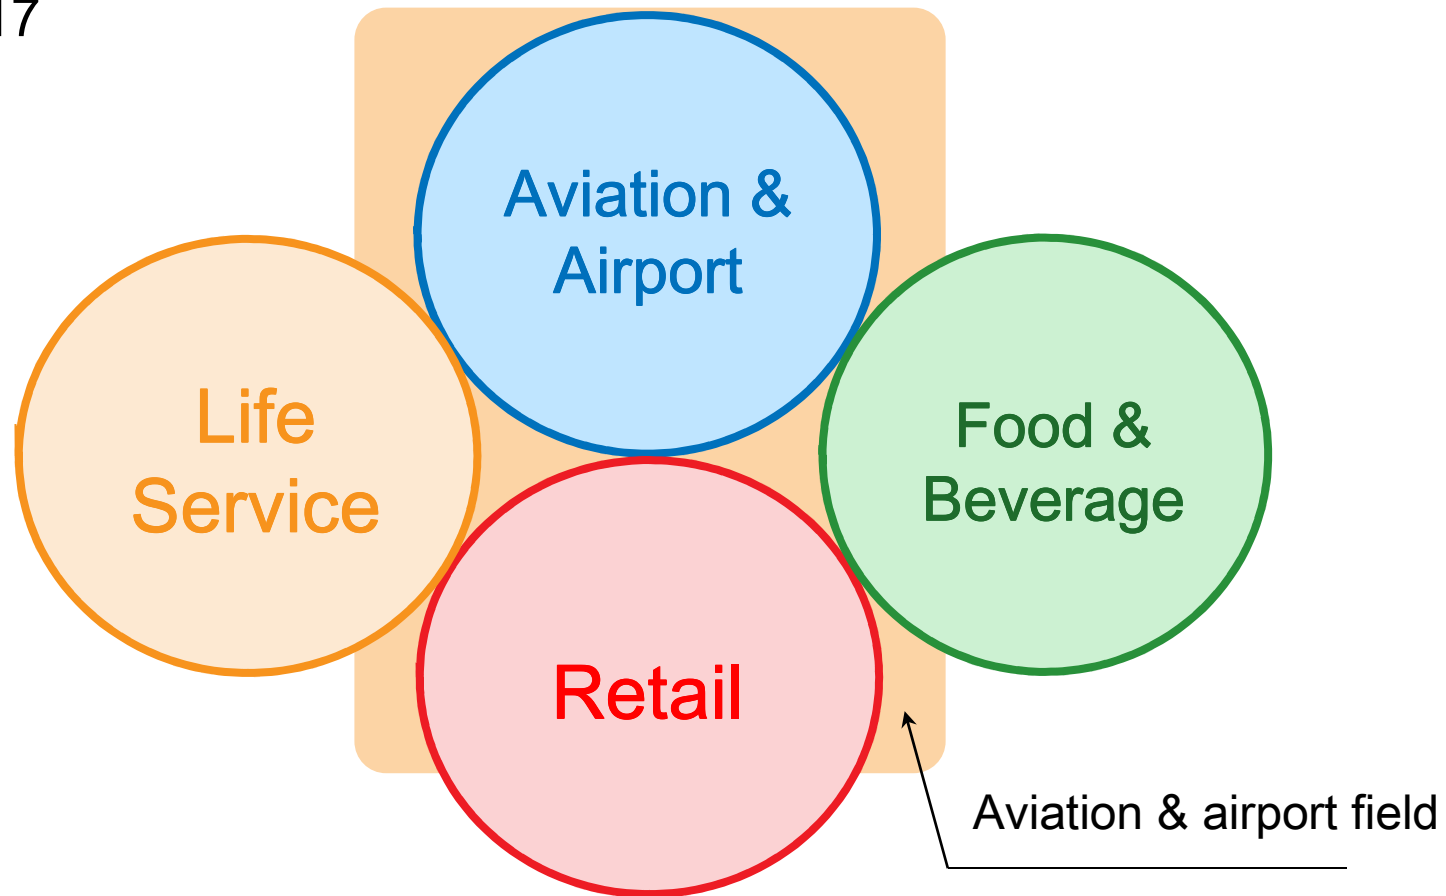 17
Aviation &
Airport
Life
Service
Food &
Beverage
Retail
Aviation & airport field